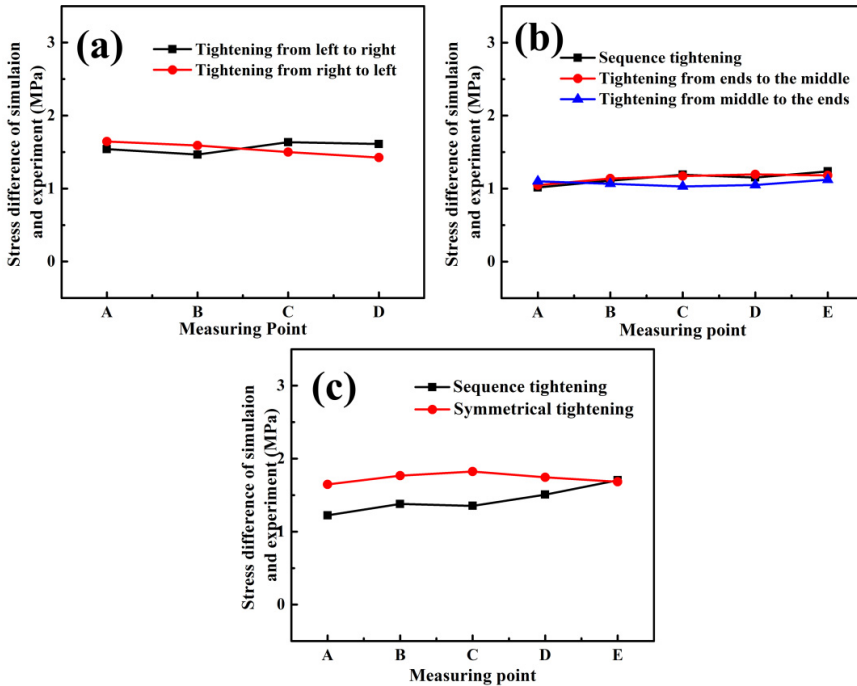 (a)
Tightening from left to right
Tightening from right to left
Stress difference of simulaion
and experiment (MPa)
3
2
1
0
A B C D
Measuring Point
(b)
Sequence tightening
Tightening from ends to the middle
Tightening from middle to the ends
Stress difference of simulaion
and experiment (MPa)
3
2
1
0
A B C D E
Measuring point
(c)
Sequence tightening
Symmetrical tightening
Stress difference of simulaion
and experiment (MPa)
3
2
1
0
A B C D E
Measuring point